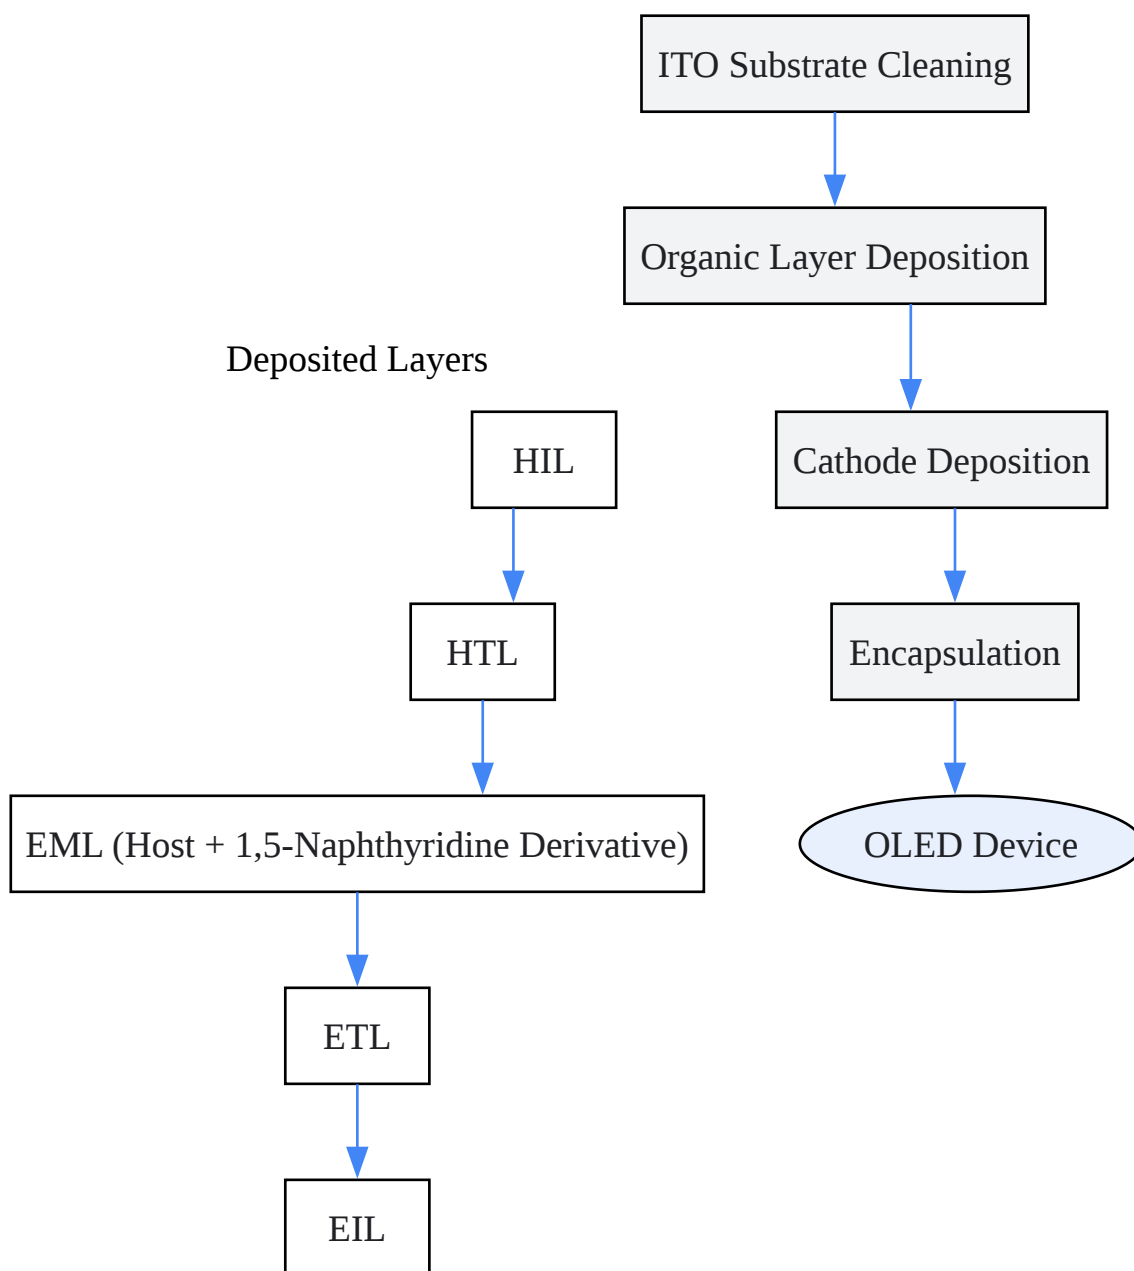 ITO Substrate Cleaning
Organic Layer Deposition
Deposited Layers
HIL
Cathode Deposition
HTL
Encapsulation
EML (Host + 1,5-Naphthyridine Derivative)
OLED Device
ETL
EIL